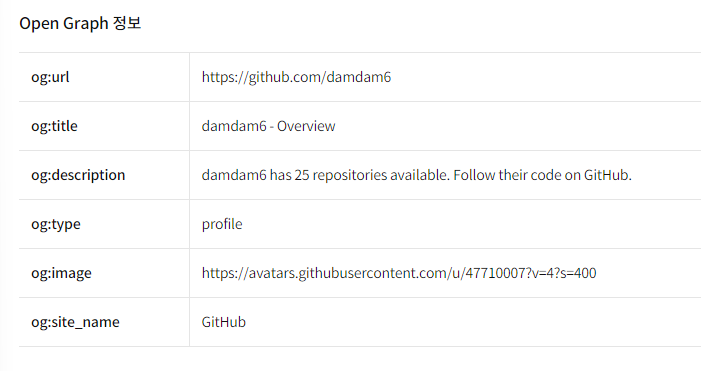 Open Graph 정보
og:url https://github.com/damdam6
og:title damdam6 - Overview
og:description damdam6 has 25 repositories available. Follow their code on GitHub.
og:type profile
og:image https://avatars.githubusercontent.com/u/47710007?v=4?s=400
og:site_name GitHub